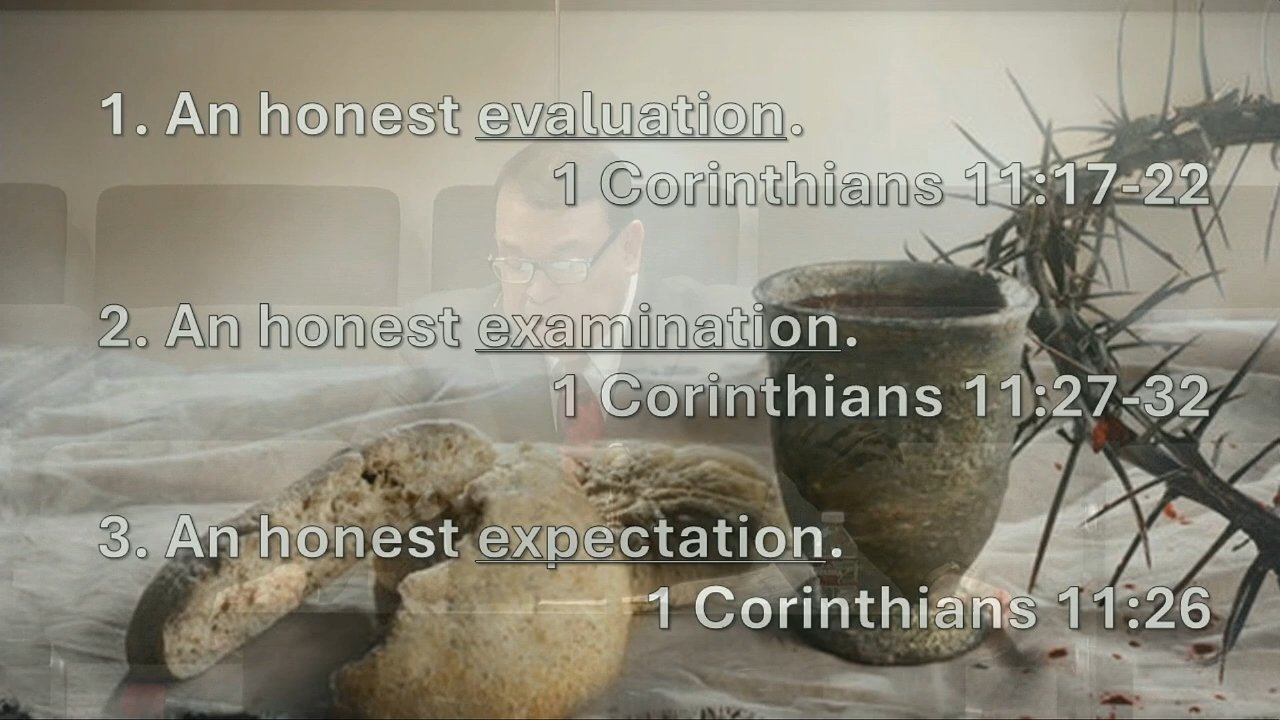 1. An honest evaluation.
1 Corinthians 11:17-22
2. An honest examination.
1 Corinthians 11:27-32
3. An honest expectation.
1 Corinthians 11:26